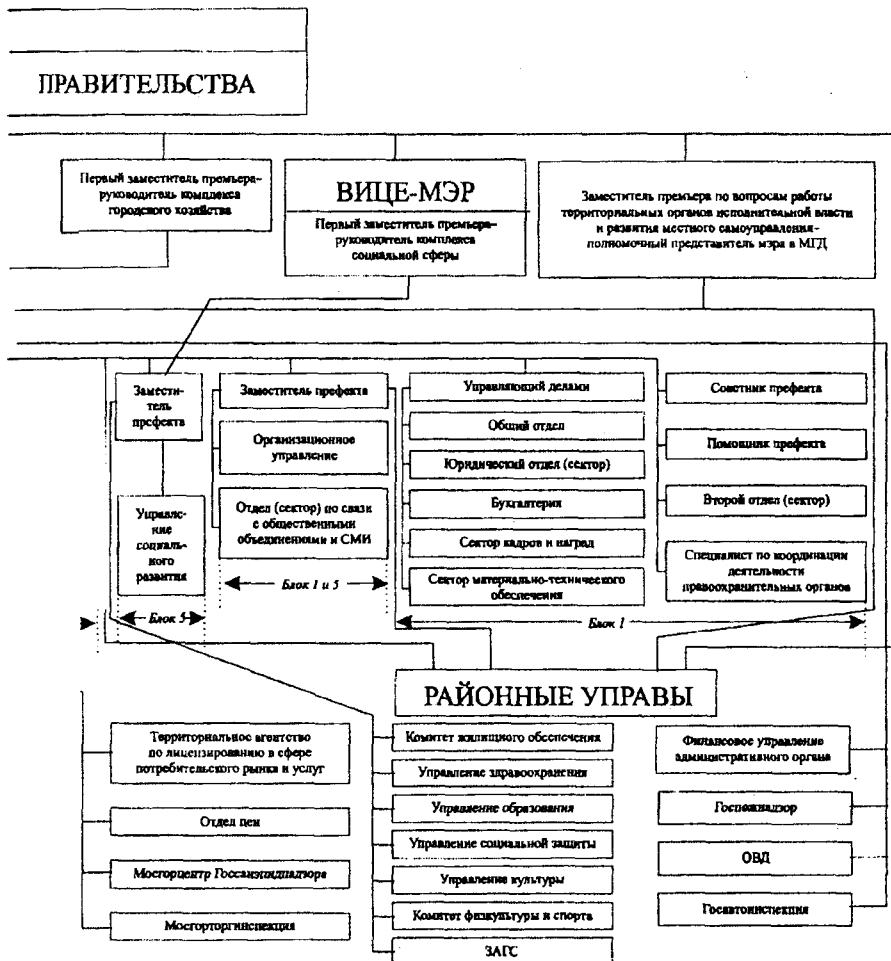 ПРАВИТЕЛЬСТВА
Первый заместитель премьера-
руководитель комплекса
городского хозяйства
ВИЦЕ-МЭР
Первый заместитель премьера-
руководитель комплекса
социальной сферы
Заместитель премьера по вопросам работы
территориальных органов исполнительной власти
и развития местного самоуправления-
полномочный представитель мэра в МГД
Замести-
тель
префекта
Управле-
ние
социаль-
ного
развития
Блок 5
Заместитель префекта
Организационное
управление
Отдел (сектор) по связи
с общественными
объединениями и СМИ
Блок 1 и 5
Управляющий делами
Общий отдел
Юридический отдел (сектор)
Бухгалтерия
Сектор кадров и наград
Сектор материально-технического
обеспечения
Советник префекта
Помощник префекта
Второй отдел (сектор)
Специалист по координации
деятельности
правоохранительных органов
Блок 1
РАЙОННЫЕ УПРАВЫ
Территориальное агентство
по лицензированию в сфере
потребительского рынка и услуг
Отдел цен
Мосгорцентр Госсанэпиднадзора
Мосгорторгинспекция
Комитет жилищного обеспечения
Управление здравоохранения
Управление образования
Управление социальной защиты
Управление культуры
Комитет физкультуры и спорта
ЗАГС
Финансовое управление
административного органа
Госпожнадзор
ОВД
Госавтоинспекция